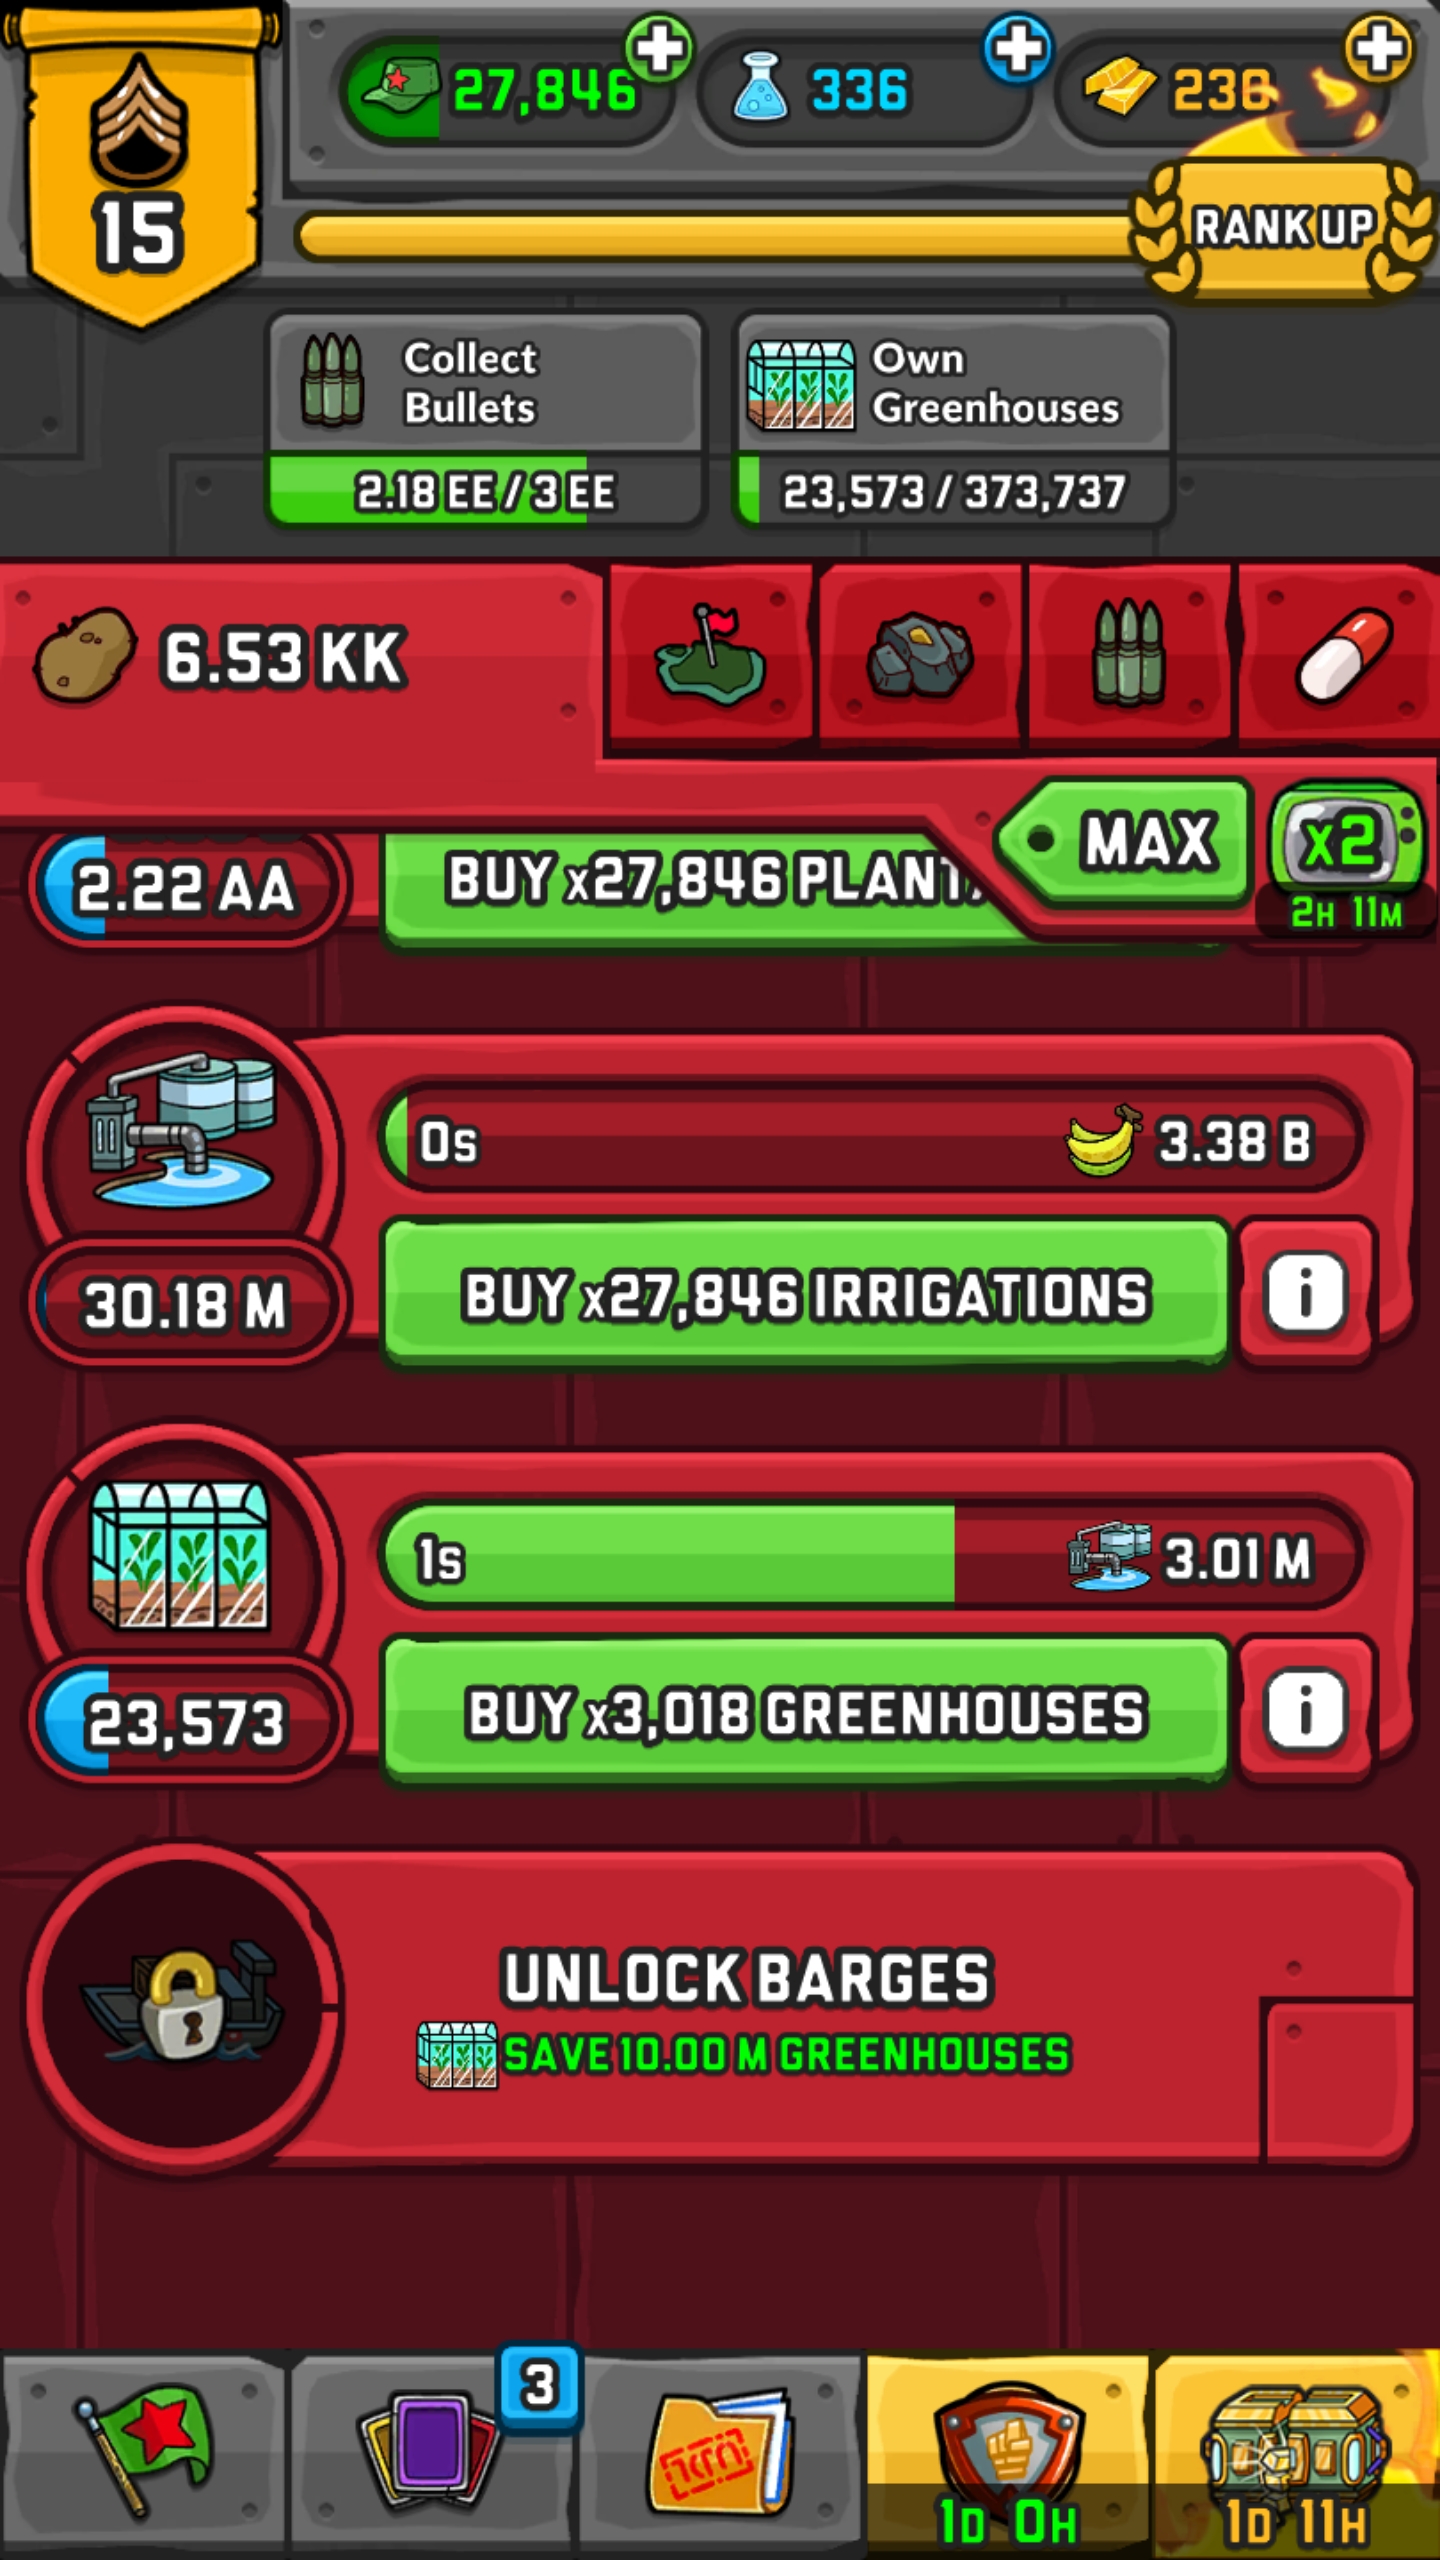 15
27,846
336
238
RANK UP
Collect
Bullets
2.18 EE / 3 EE
Own
Greenhouses
23,573 / 373,737
6.53 KK
MAX
x2
2H 11M
2.22 AA
BUY x27,846
0s
3.38 B
30.18 M
BUY x27,846 IRRIGATIONS
i
1s
3.01 M
23,573
BUY x3,018 GREENHOUSES
i
UNLOCK BARGES
SAVE 10.00 M GREENHOUSES
3
1D 0H
1D 11H